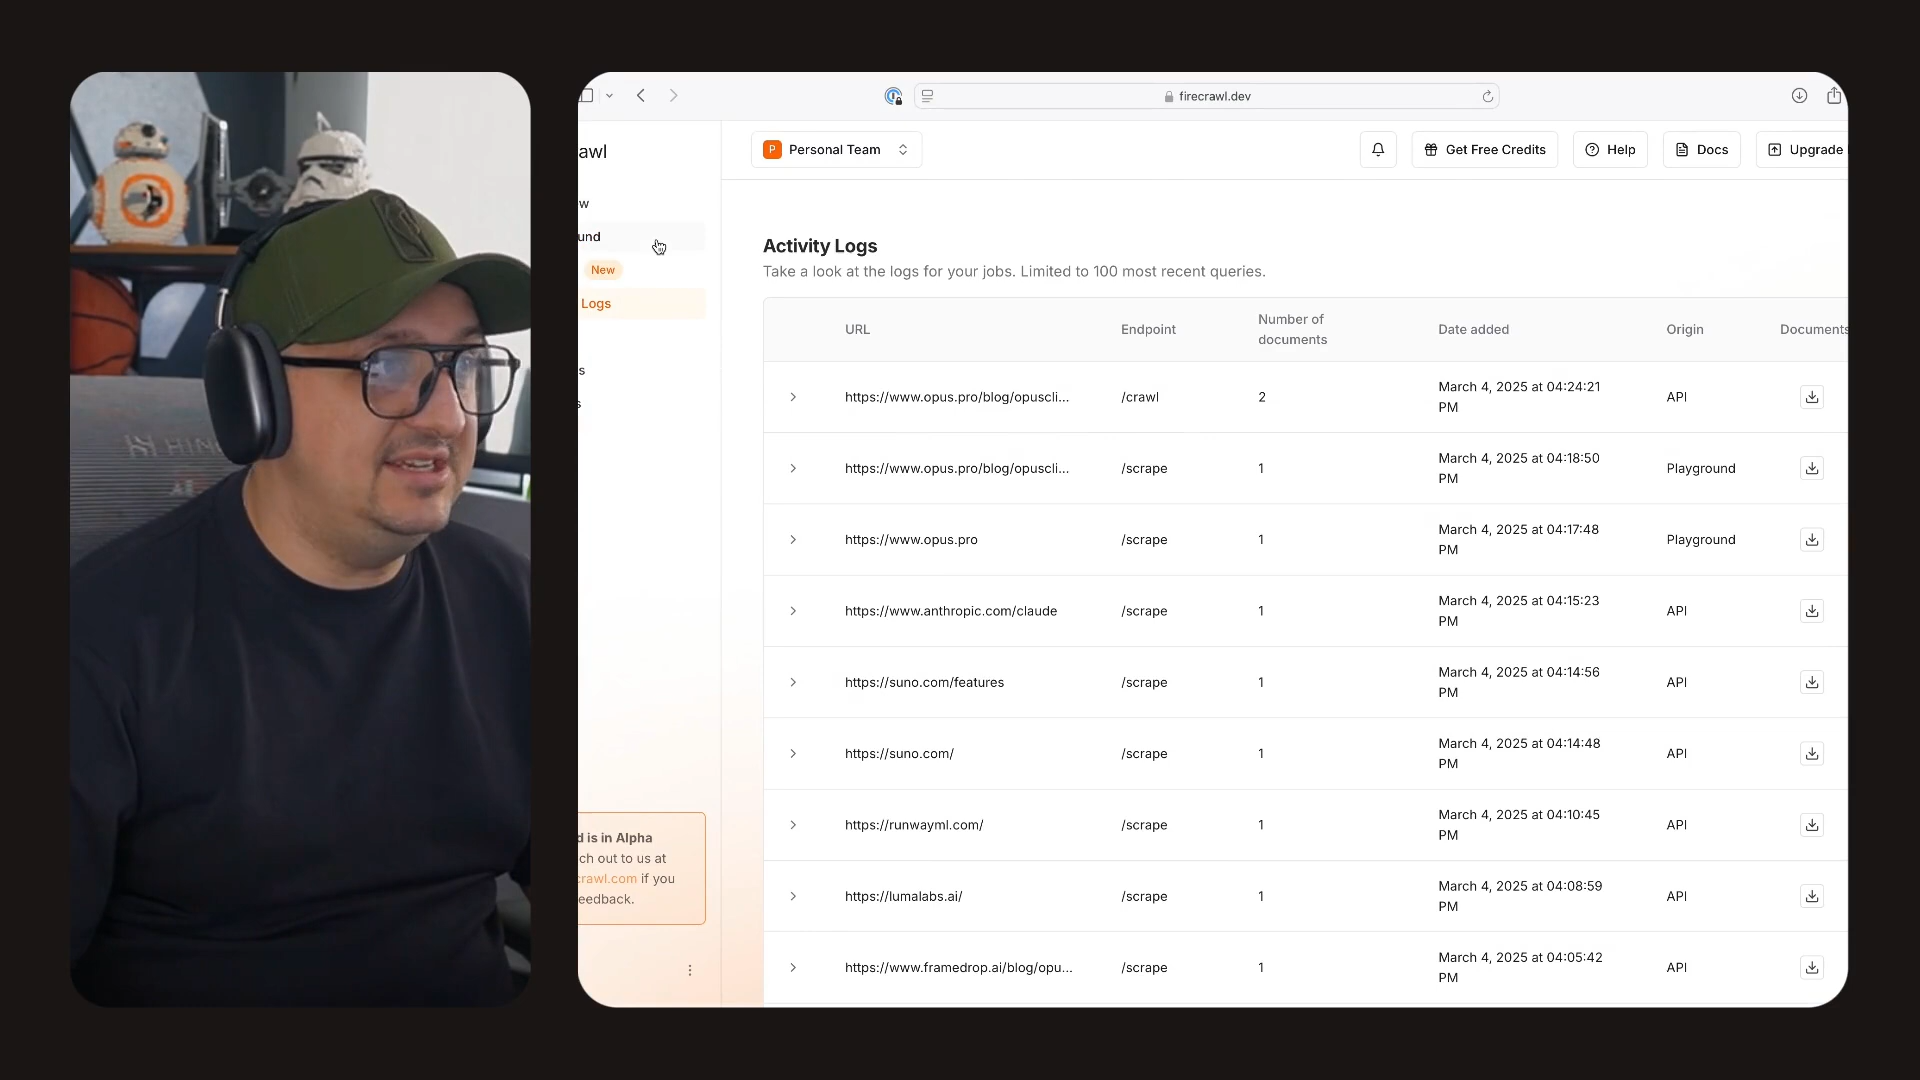 firecrawl.dev
awl
P Personal Team
Get Free Credits
Help
Docs
Upgrade
w
und
New
Logs
s
s
Activity Logs
Take a look at the logs for your jobs. Limited to 100 most recent queries.
URL Endpoint Number of documents Date added Origin Documents
https://www.opus.pro/blog/opuscli... /crawl 2 March 4, 2025 at 04:24:21 PM API
https://www.opus.pro/blog/opuscli... /scrape 1 March 4, 2025 at 04:18:50 PM Playground
https://www.opus.pro /scrape 1 March 4, 2025 at 04:17:48 PM Playground
https://www.anthropic.com/claude /scrape 1 March 4, 2025 at 04:15:23 PM API
https://suno.com/features /scrape 1 March 4, 2025 at 04:14:56 PM API
https://suno.com/ /scrape 1 March 4, 2025 at 04:14:48 PM API
https://runwayml.com/ /scrape 1 March 4, 2025 at 04:10:45 PM API
https://lumalabs.ai/ /scrape 1 March 4, 2025 at 04:08:59 PM API
https://www.framedrop.ai/blog/opu... /scrape 1 March 4, 2025 at 04:05:42 PM API
d is in Alpha
ch out to us at
crawl.com if you
eedback.